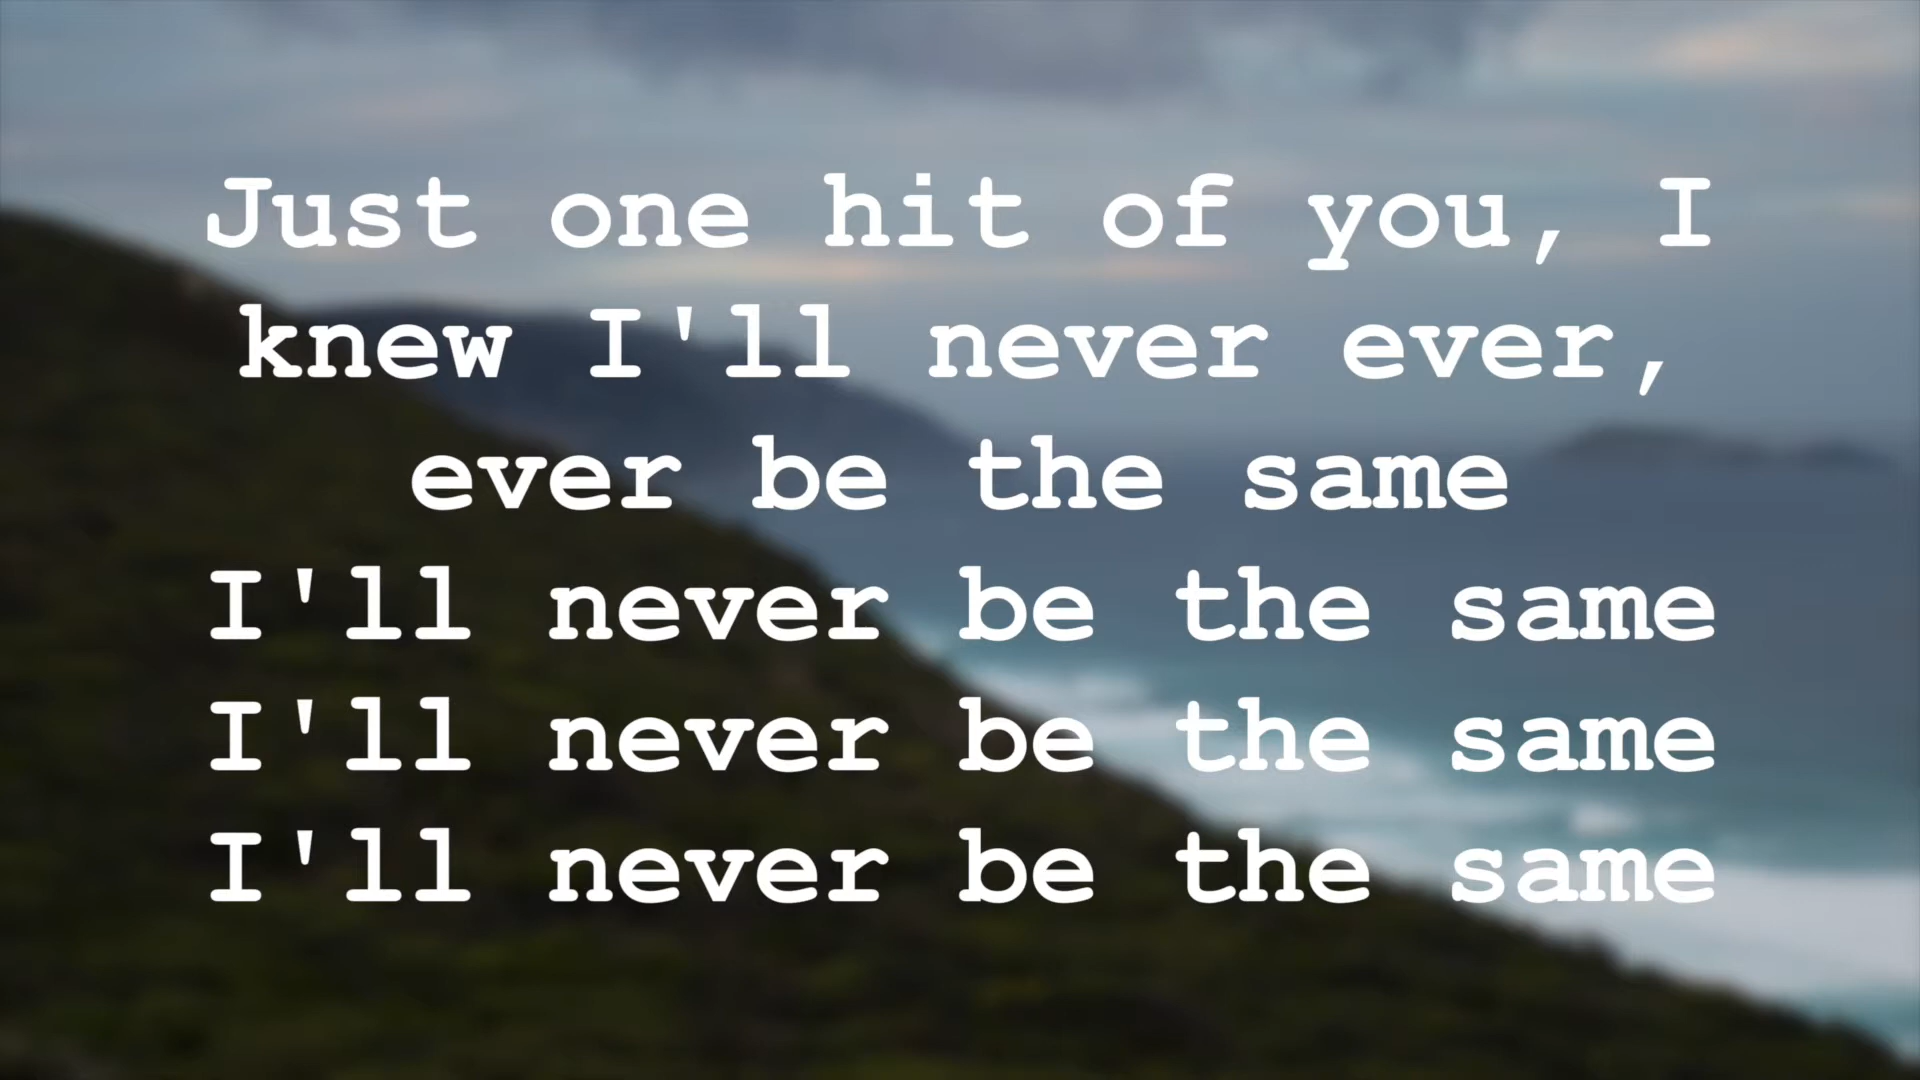 Just one hit of you, I
knew I'll never ever,
ever be the same
I'll never be the same
I'll never be the same
I'll never be the same